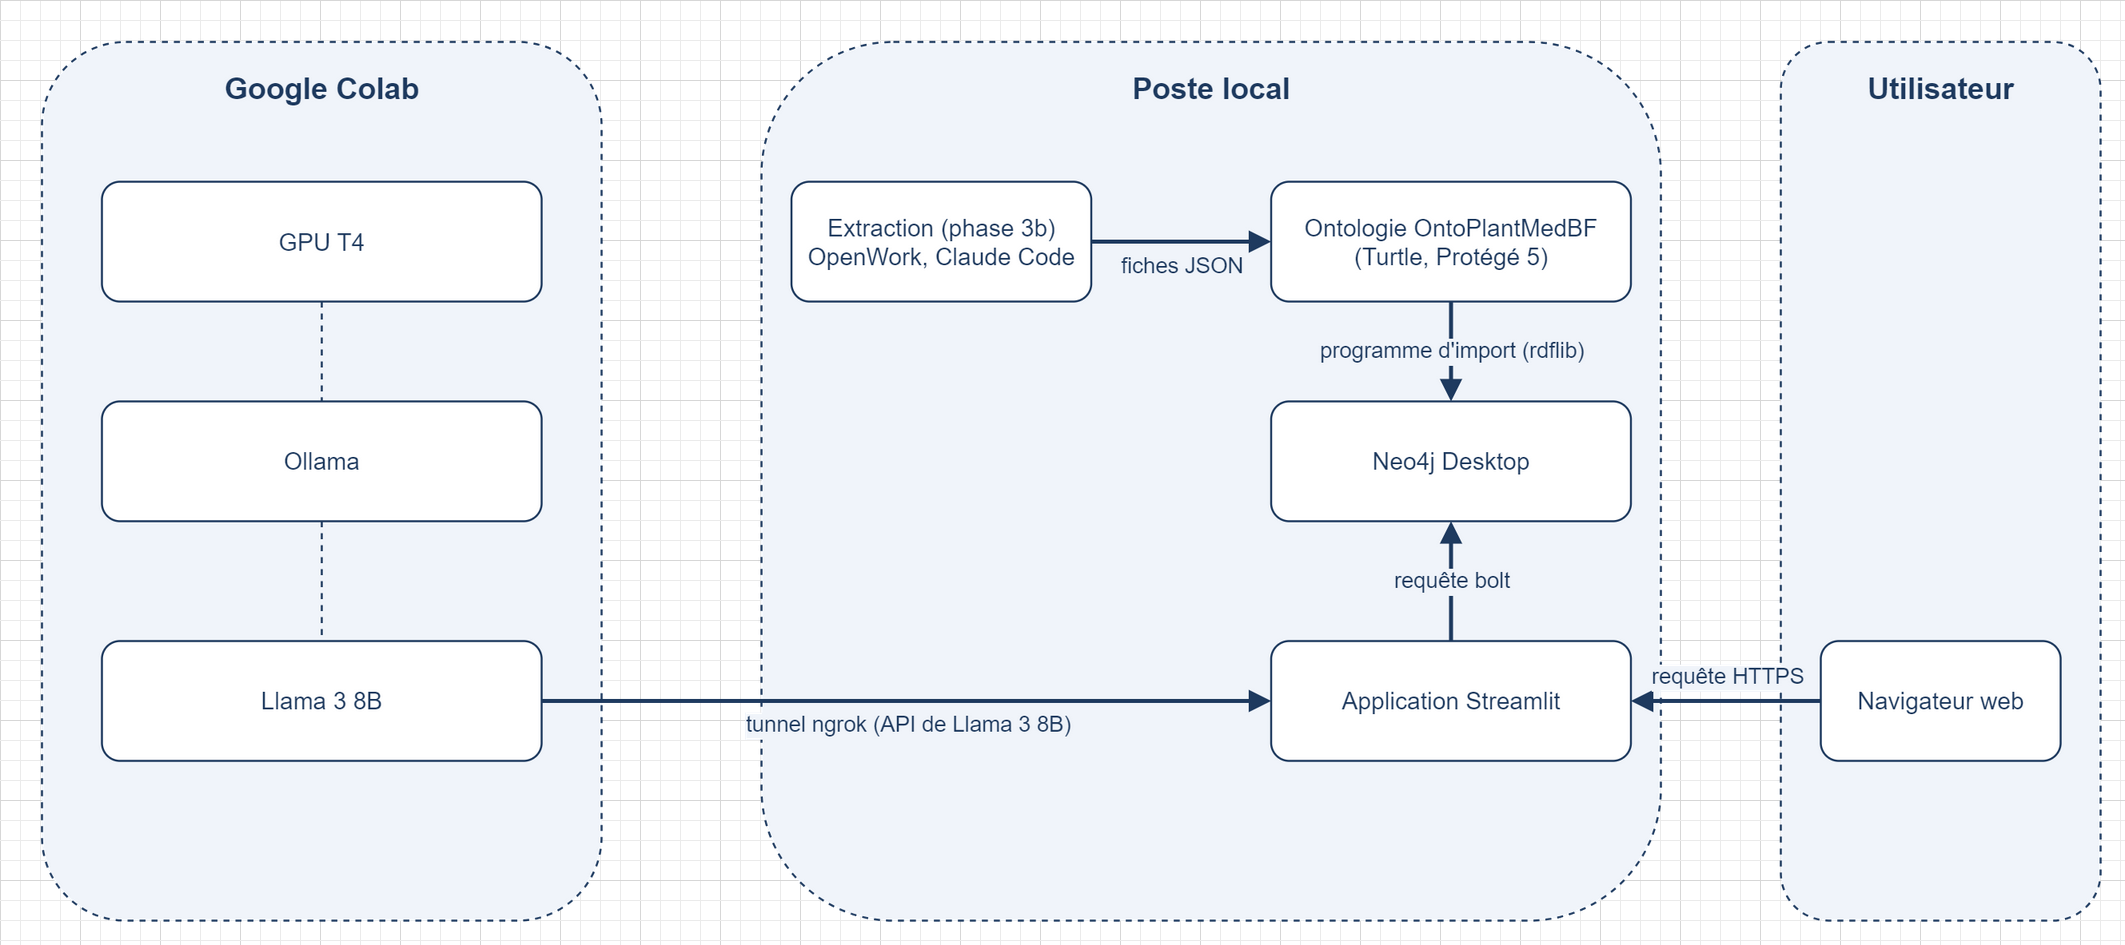 Google Colab
GPU T4
Ollama
Llama 3 8B
tunnel ngrok (API de Llama 3 8B)
Poste local
Extraction (phase 3b)
OpenWork, Claude Code
fiches JSON
Ontologie OntoPlantMedBF
(Turtle, Protégé 5)
programme d'import (rdflib)
Neo4j Desktop
requête bolt
Application Streamlit
Utilisateur
requête HTTPS
Navigateur web